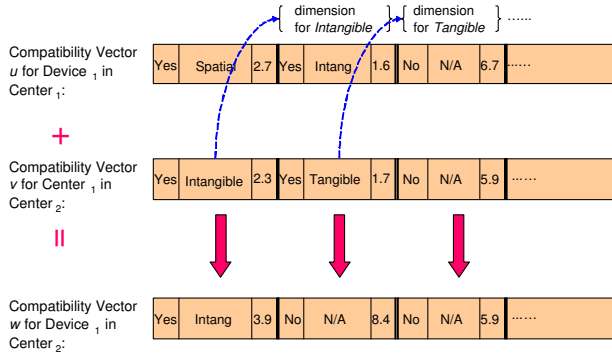 dimension for Intangible
dimension for Tangible
......
Compatibility Vector u for Device 1 in Center 1:
Yes Spatial 2.7 Yes Intang 1.6 No N/A 6.7 ......
+
Compatibility Vector v for Center 1 in Center 2:
Yes Intangible 2.3 Yes Tangible 1.7 No N/A 5.9 ......
=
Compatibility Vector w for Device 1 in Center 2:
Yes Intang 3.9 No N/A 8.4 No N/A 5.9 ......